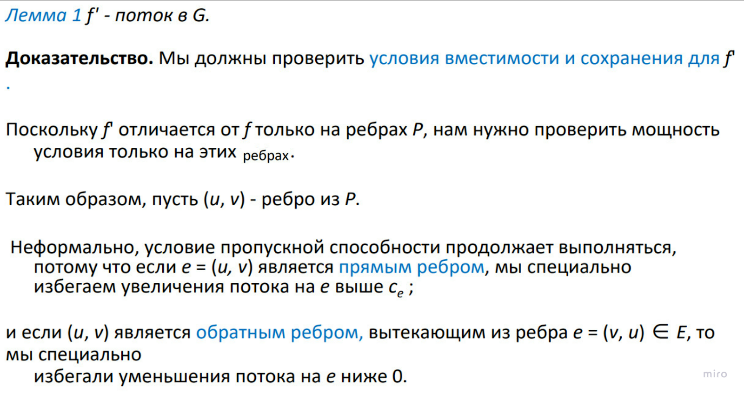 Лемма 1 f' - поток в G.
Доказательство. Мы должны проверить условия вместимости и сохранения для f'
.
Поскольку f' отличается от f только на ребрах P, нам нужно проверить мощность
условия только на этих ребрах.
Таким образом, пусть (u, v) - ребро из P.
Неформально, условие пропускной способности продолжает выполняться,
потому что если e = (u, v) является прямым ребром, мы специально
избегаем увеличения потока на e выше cₑ ;
и если (u, v) является обратным ребром, вытекающим из ребра e = (v, u) ∈ E, то
мы специально
избегали уменьшения потока на e ниже 0.
miro